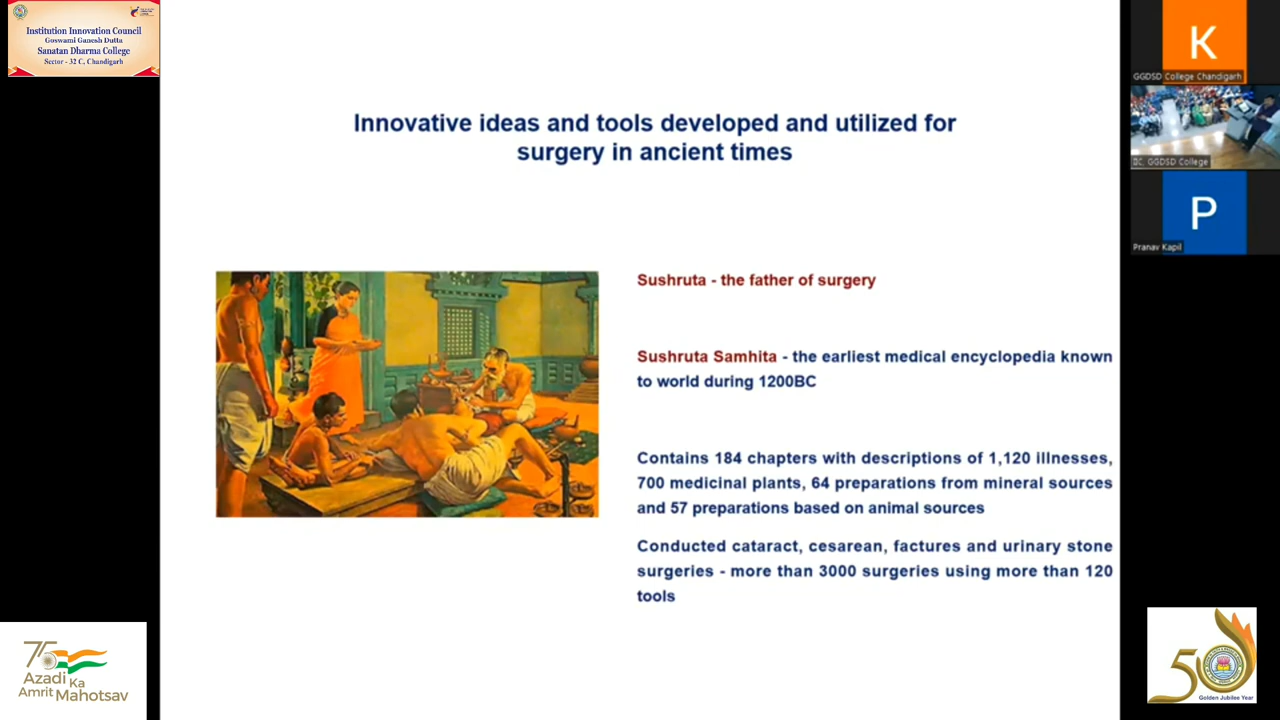 Institution Innovation Council
Goswami Ganesh Dutta
Sanatan Dharma College
Sector - 32 C, Chandigarh
Innovative ideas and tools developed and utilized for
surgery in ancient times
Sushruta - the father of surgery
Sushruta Samhita - the earliest medical encyclopedia known
to world during 1200BC
Contains 184 chapters with descriptions of 1,120 illnesses,
700 medicinal plants, 64 preparations from mineral sources
and 57 preparations based on animal sources
Conducted cataract, cesarean, factures and urinary stone
surgeries - more than 3000 surgeries using more than 120
tools
K
GGDSD College Chandigarh
GGDSD College
P
Pranav Kapil
75
Azadi Ka
Amrit Mahotsav
50
Golden Jubilee Year